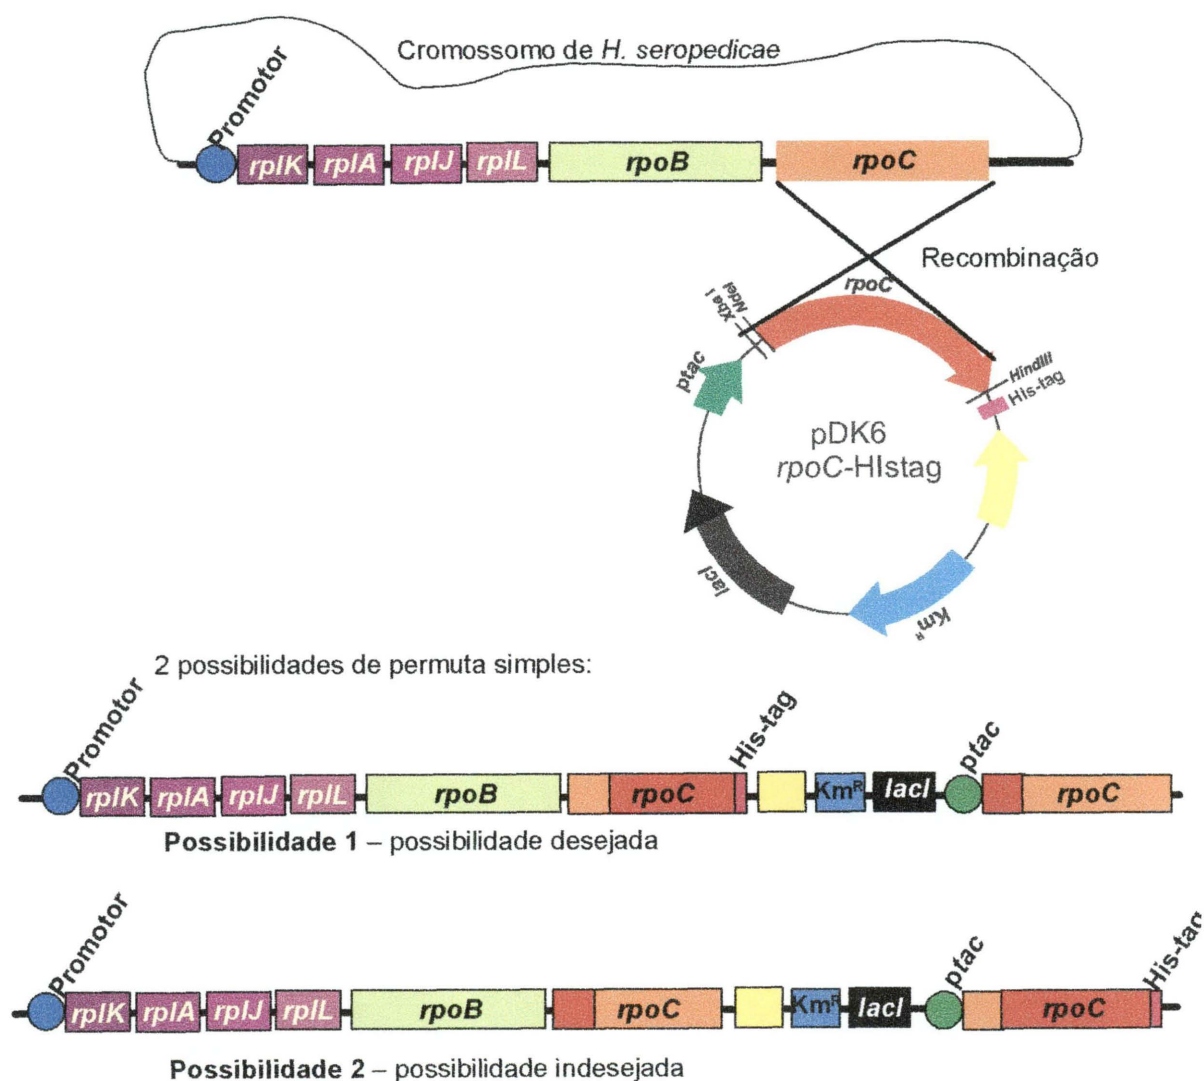 Cromossomo de H. seropedicae
Promotor
rplK rplA rplJ rplL rpoB rpoC
Recombinação
rpoC
Xba I
NdeI
HindIII
His-tag
ptac
pDK6
rpoC-HIstag
lacI
Km R
2 possibilidades de permuta simples:
Promotor
His-tag
ptac
rplK rplA rplJ rplL rpoB rpoC KmR lacI rpoC
Possibilidade 1 – possibilidade desejada
Promotor
ptac
His-tag
rplK rplA rplJ rplL rpoB rpoC KmR lacI rpoC
Possibilidade 2 – possibilidade indesejada